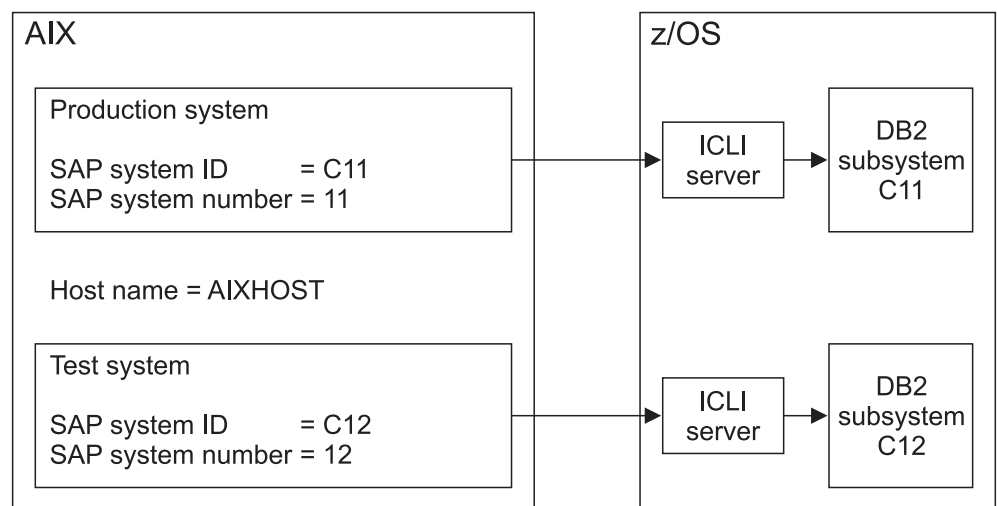 AIX
Production system
SAP system ID = C11
SAP system number = 11
Host name = AIXHOST
Test system
SAP system ID = C12
SAP system number = 12
z/OS
ICLI
server
DB2
subsystem
C11
ICLI
server
DB2
subsystem
C12